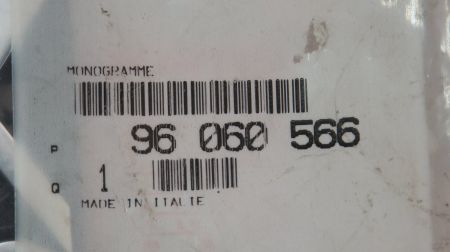 MONOGRAMME
P 96 060 566
Q 1
MADE IN ITALIE